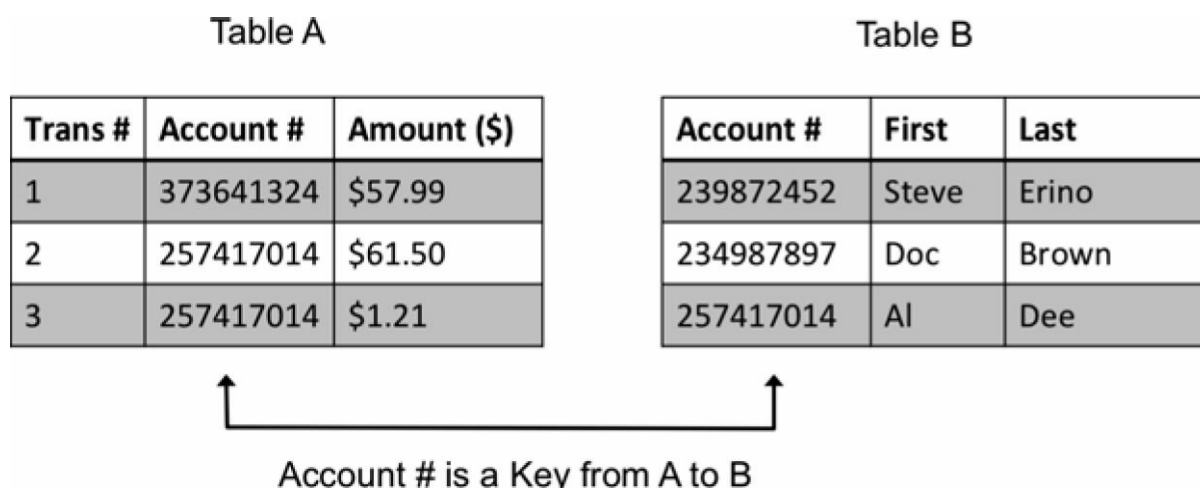 Table A
Trans # Account # Amount ($)
1 373641324 $57.99
2 257417014 $61.50
3 257417014 $1.21
Table B
Account # First Last
239872452 Steve Erino
234987897 Doc Brown
257417014 Al Dee
Account # is a Key from A to B